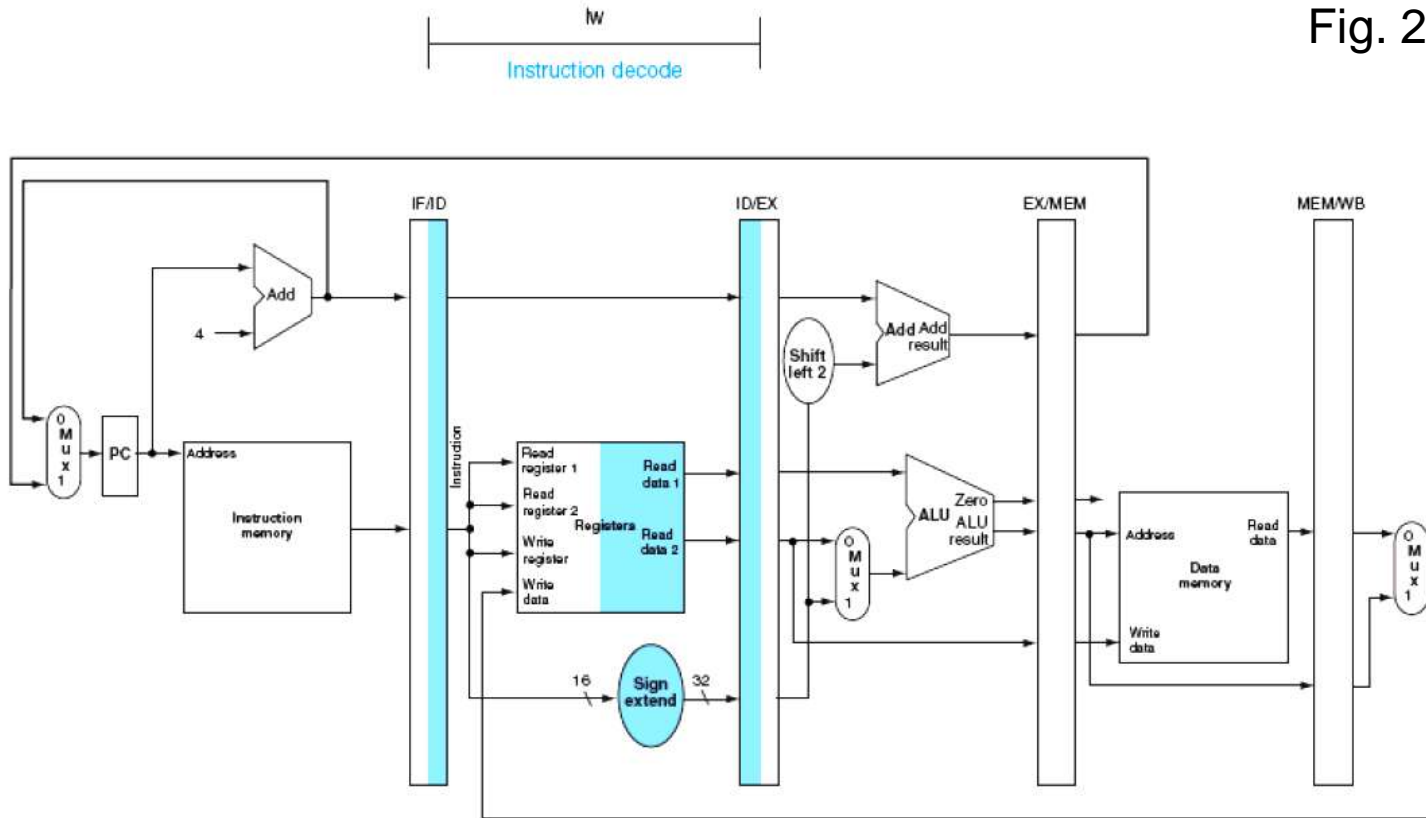 lw
Fig. 2
Instruction decode
IF/ID
ID/EX
EX/MEM
MEM/WB
Add
4
Add
Add
result
Shift
left 2
0
M
u
x
1
PC
Address
Instruction
memory
Instruction
Read
register 1
Read
register 2
Write
register
Write
data
Registers
Read
data 1
Read
data 2
16
Sign
extend
32
0
M
u
x
1
ALU
Zero
ALU
result
Address
Read
data
Data
memory
Write
data
0
M
u
x
1